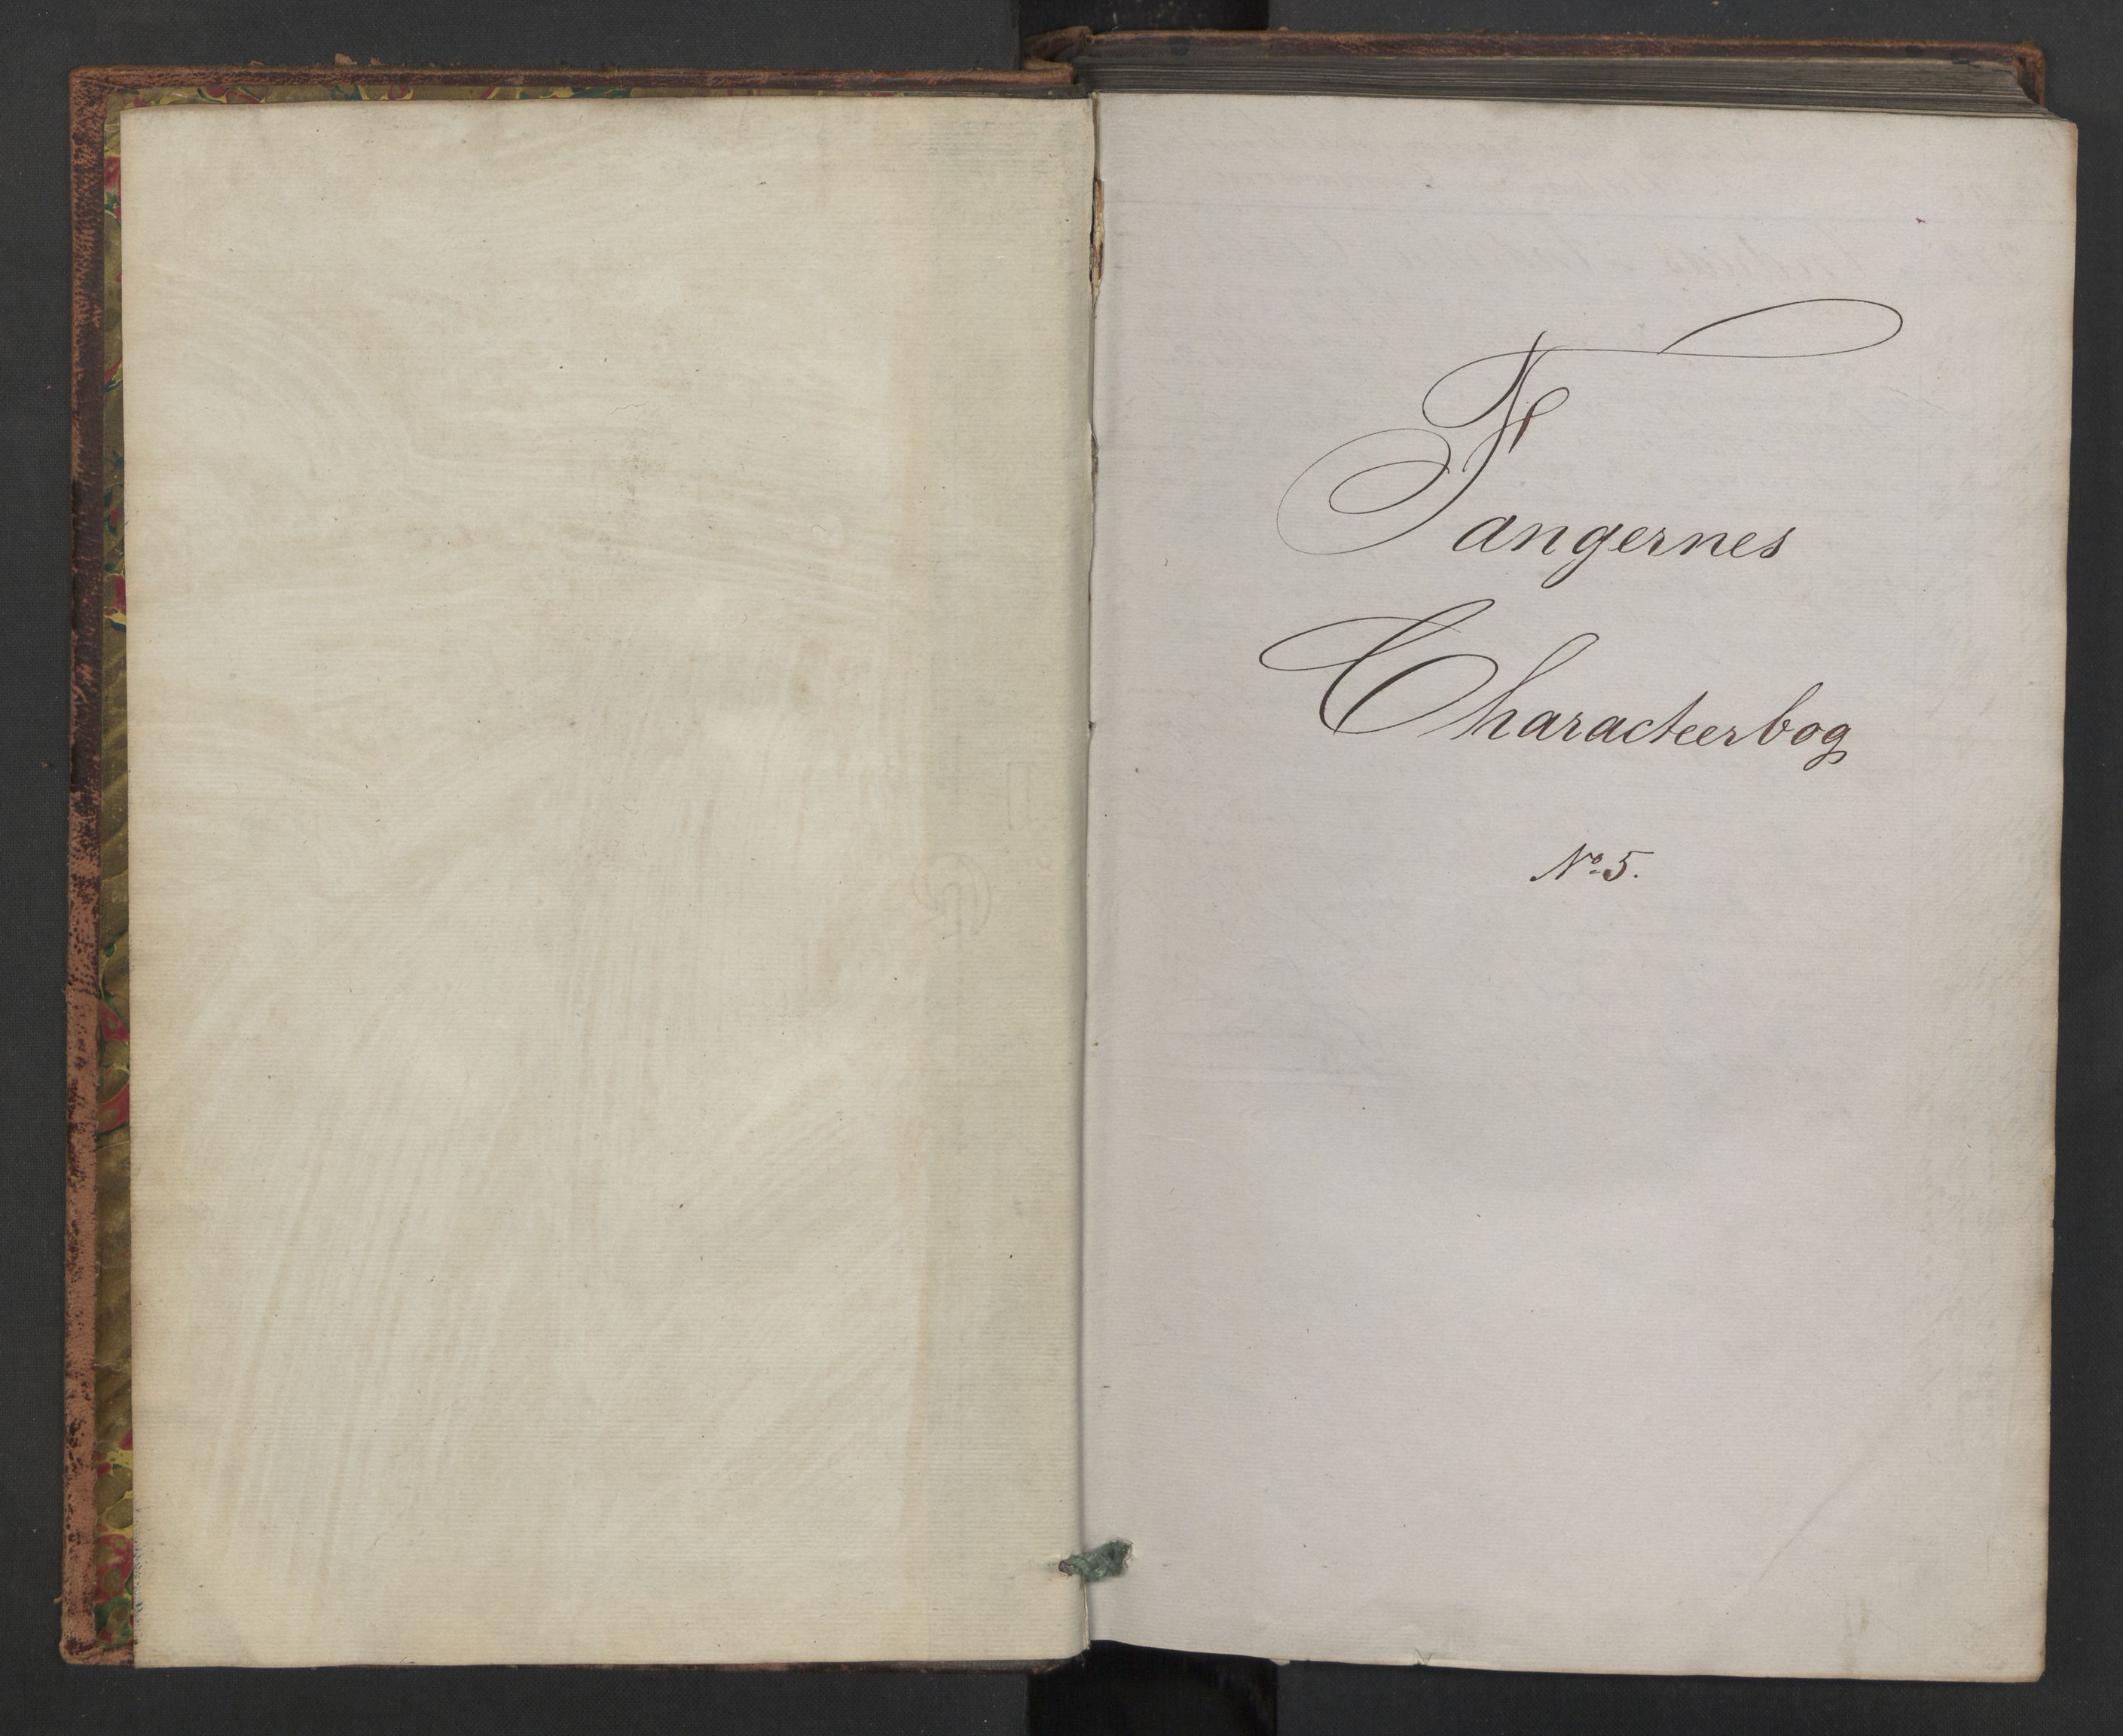 Fangernes
Characteerbog
No. 5.